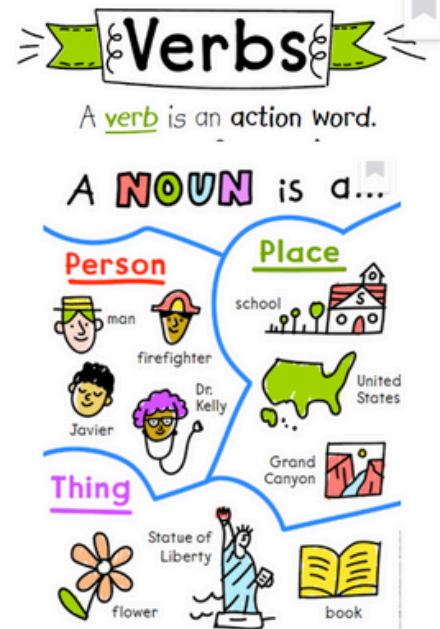 Verbs
A verb is an action word.
A NOUN is a...
Person
man
firefighter
Javier
Dr.
Kelly
Place
school
S
United
States
Grand
Canyon
Thing
flower
Statue of
Liberty
book